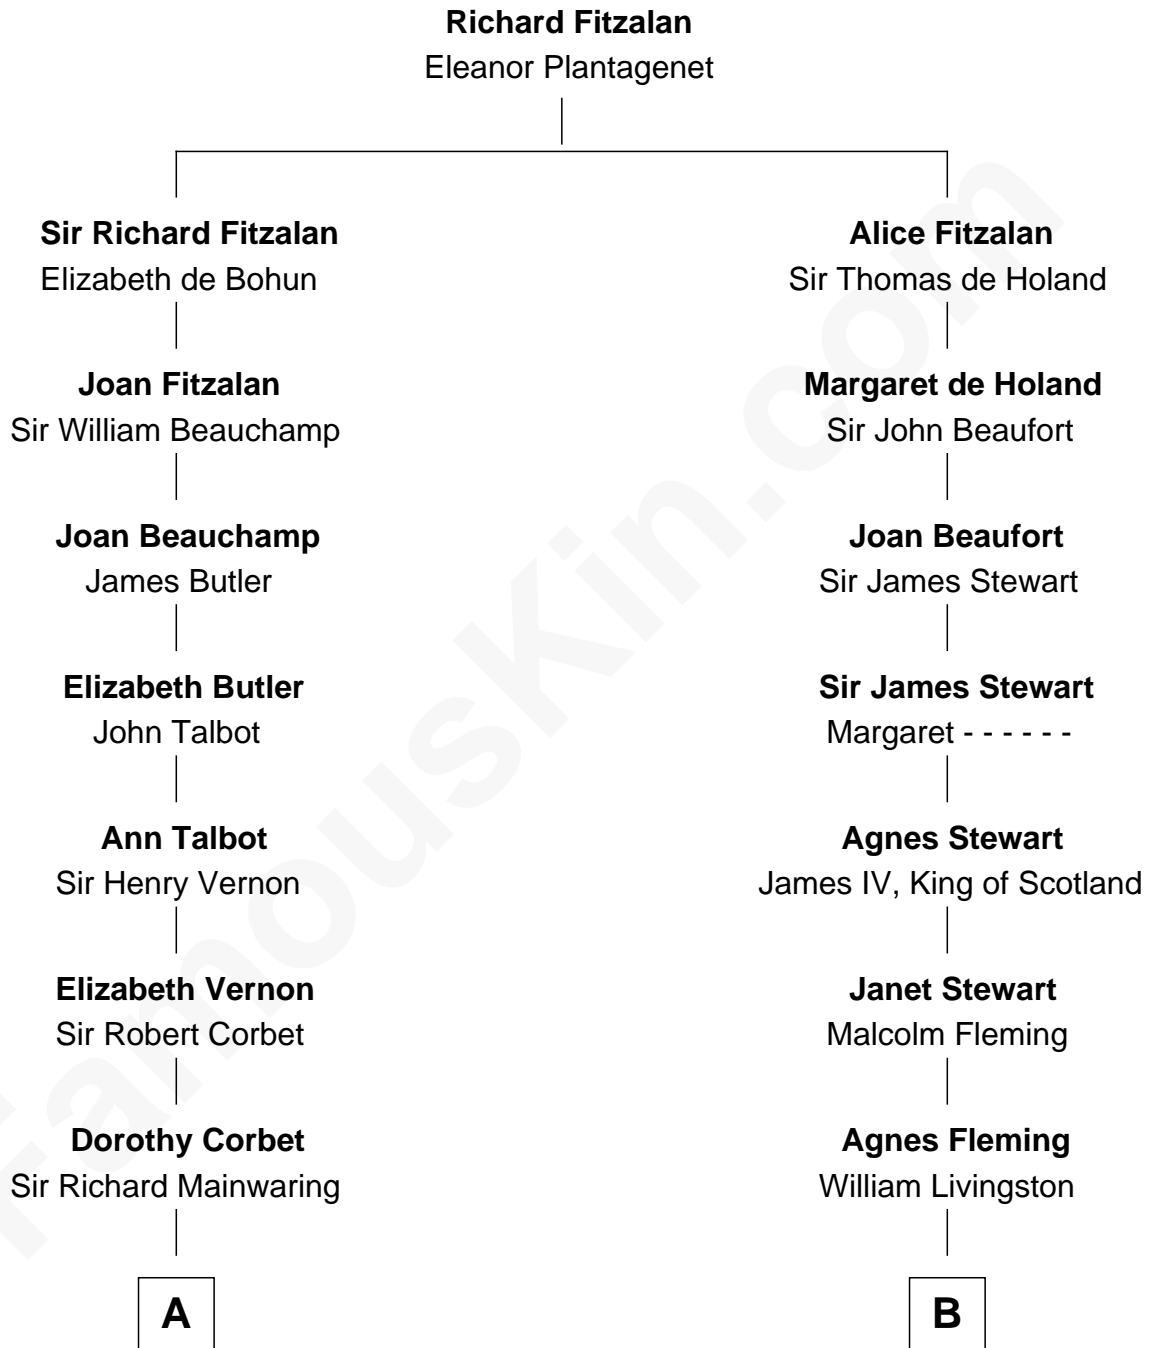 Richard Fitzalan
Eleanor Plantagenet
Sir Richard Fitzalan
Elizabeth de Bohun
Alice Fitzalan
Sir Thomas de Holand
Joan Fitzalan
Sir William Beauchamp
Margaret de Holand
Sir John Beaufort
Joan Beauchamp
James Butler
Joan Beaufort
Sir James Stewart
Elizabeth Butler
John Talbot
Sir James Stewart
Margaret - - - - - -
Ann Talbot
Sir Henry Vernon
Agnes Stewart
James IV, King of Scotland
Elizabeth Vernon
Sir Robert Corbet
Janet Stewart
Malcolm Fleming
Dorothy Corbet
Sir Richard Mainwaring
Agnes Fleming
William Livingston
A
B
FamousKin.com